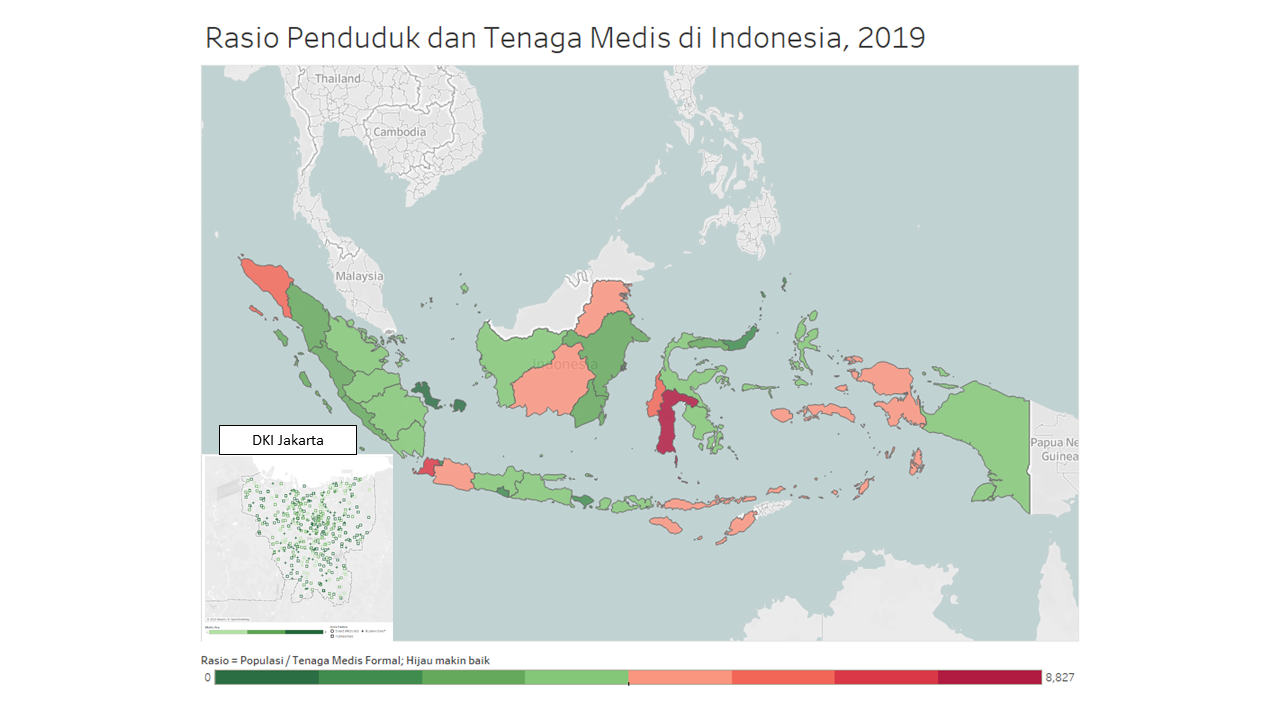 Rasio Penduduk dan Tenaga Medis di Indonesia, 2019
Thailand
Cambodia
Malaysia
Indonesia
Papua Ne
Guinea
DKI Jakarta
Rasio = Populasi / Tenaga Medis Formal; Hijau makin baik
0
8,827